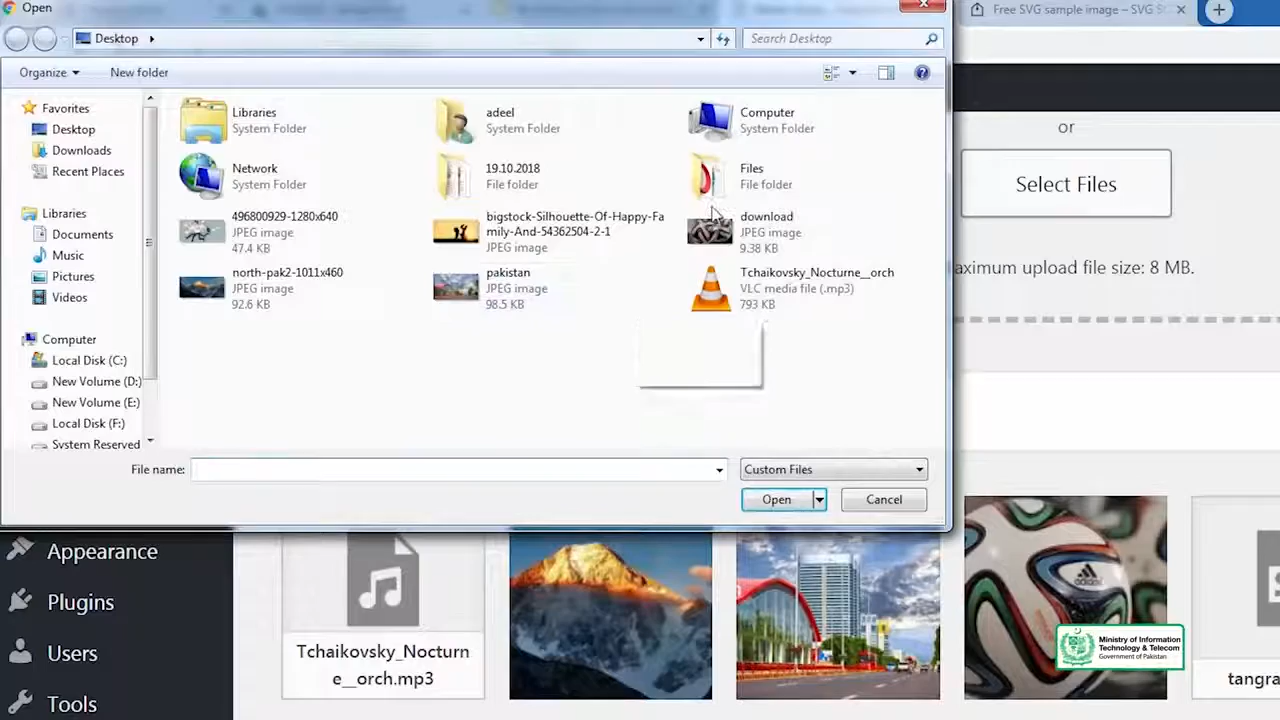 Open
Desktop
Search Desktop
Free SVG sample image – SVG
Organize
New folder
Favorites
Desktop
Downloads
Recent Places
Libraries
Documents
Music
Pictures
Videos
Computer
Local Disk (C:)
New Volume (D:)
New Volume (E:)
Local Disk (F:)
System Reserved
Libraries
System Folder
adeel
System Folder
Computer
System Folder
Network
System Folder
19.10.2018
File folder
Files
File folder
496800929-1280x640
JPEG image
47.4 KB
bigstock-Silhouette-Of-Happy-Fa
mily-And-54362504-2-1
JPEG image
download
JPEG image
9.38 KB
north-pak2-1011x460
JPEG image
92.6 KB
pakistan
JPEG image
98.5 KB
Tchaikovsky_Nocturne__orch
VLC media file (.mp3)
793 KB
File name:
Custom Files
Open
Cancel
or
Select Files
aximum upload file size: 8 MB.
Appearance
Plugins
Users
Tools
Tchaikovsky_Nocturn
e__orch.mp3
adidas
tangra
Ministry of Information
Technology & Telecom
Government of Pakistan